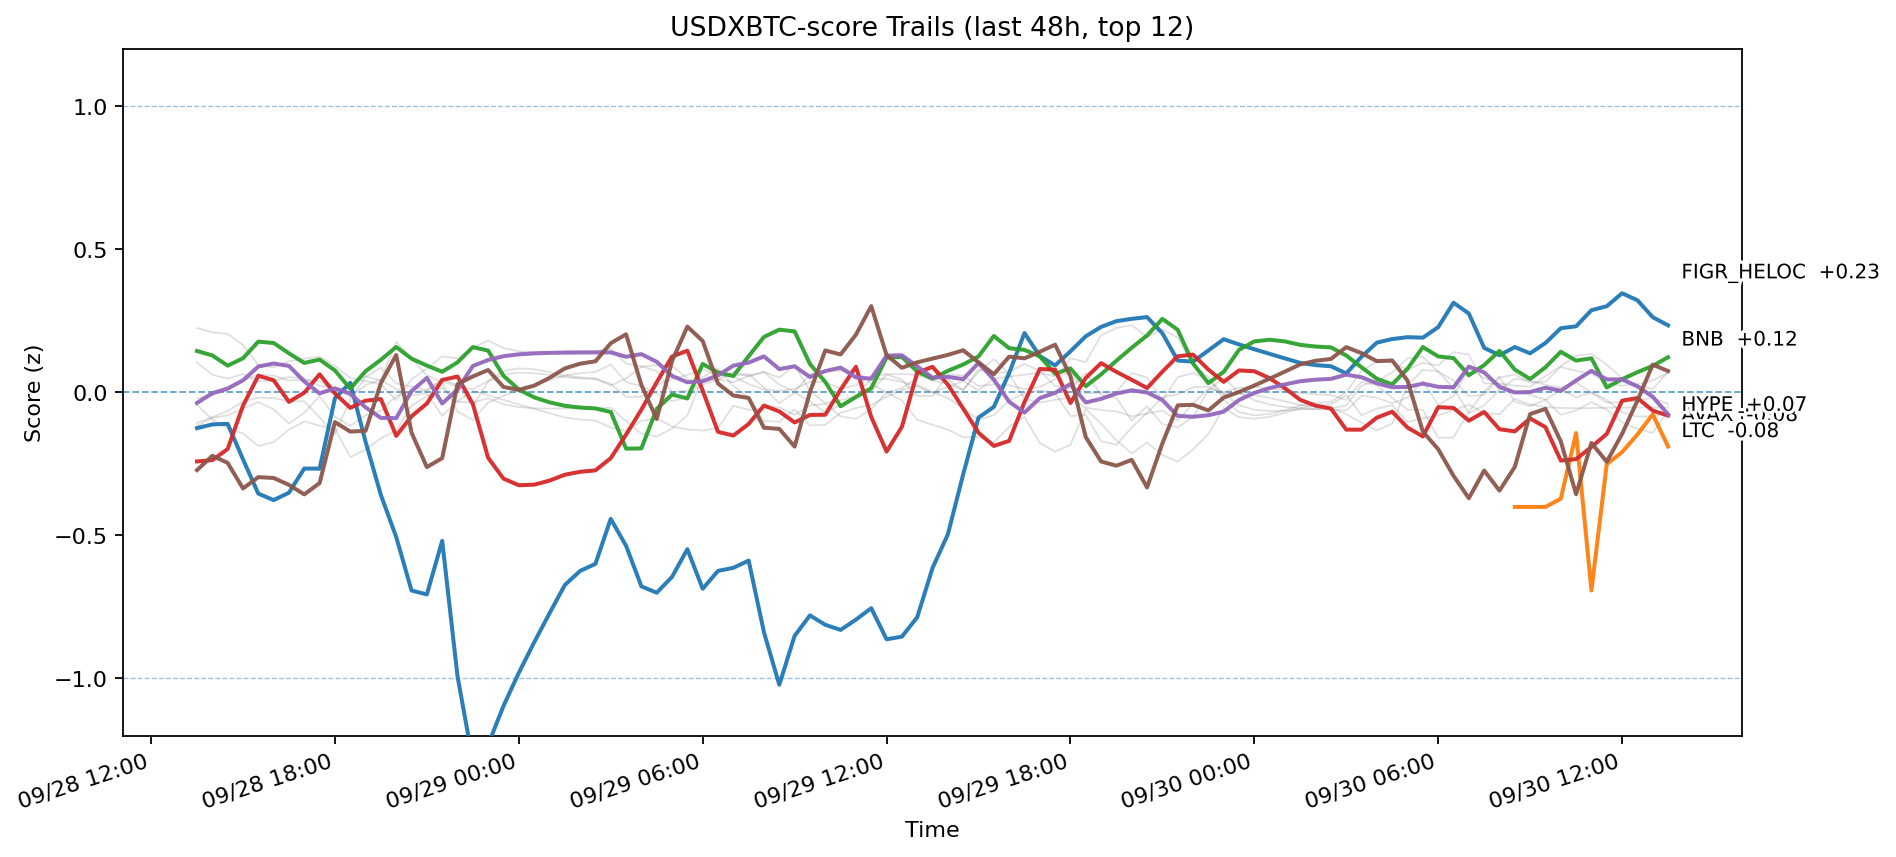 USDXBTC-score Trails (last 48h, top 12)
Score (z)
1.0
0.5
0.0
−0.5
−1.0
FIGR_HELOC +0.23
BNB +0.12
HYPE +0.07
AVAX -0.08
LTC -0.08
09/28 12:00
09/28 18:00
09/29 00:00
09/29 06:00
09/29 12:00
09/29 18:00
09/30 00:00
09/30 06:00
09/30 12:00
Time